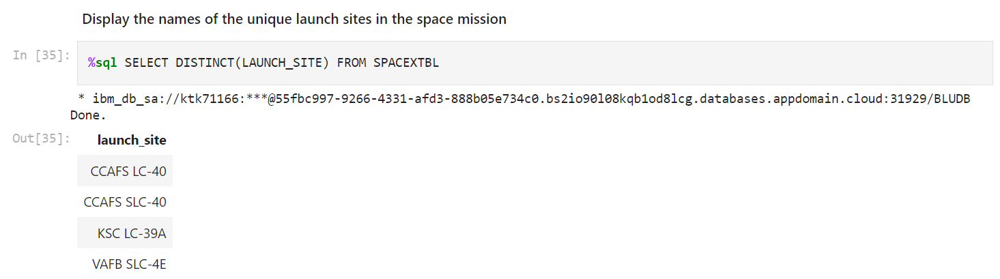 Display the names of the unique launch sites in the space mission
In [35]: %sql SELECT DISTINCT(LAUNCH_SITE) FROM SPACEXTBL
* ibm_db_sa://ktk71166:***@55fbc997-9266-4331-afd3-888b05e734c0.bs2io90l08kqb1od8lcg.databases.appdomain.cloud:31929/BLUDB
Done.
Out[35]: launch_site
CCAFS LC-40
CCAFS SLC-40
KSC LC-39A
VAFB SLC-4E